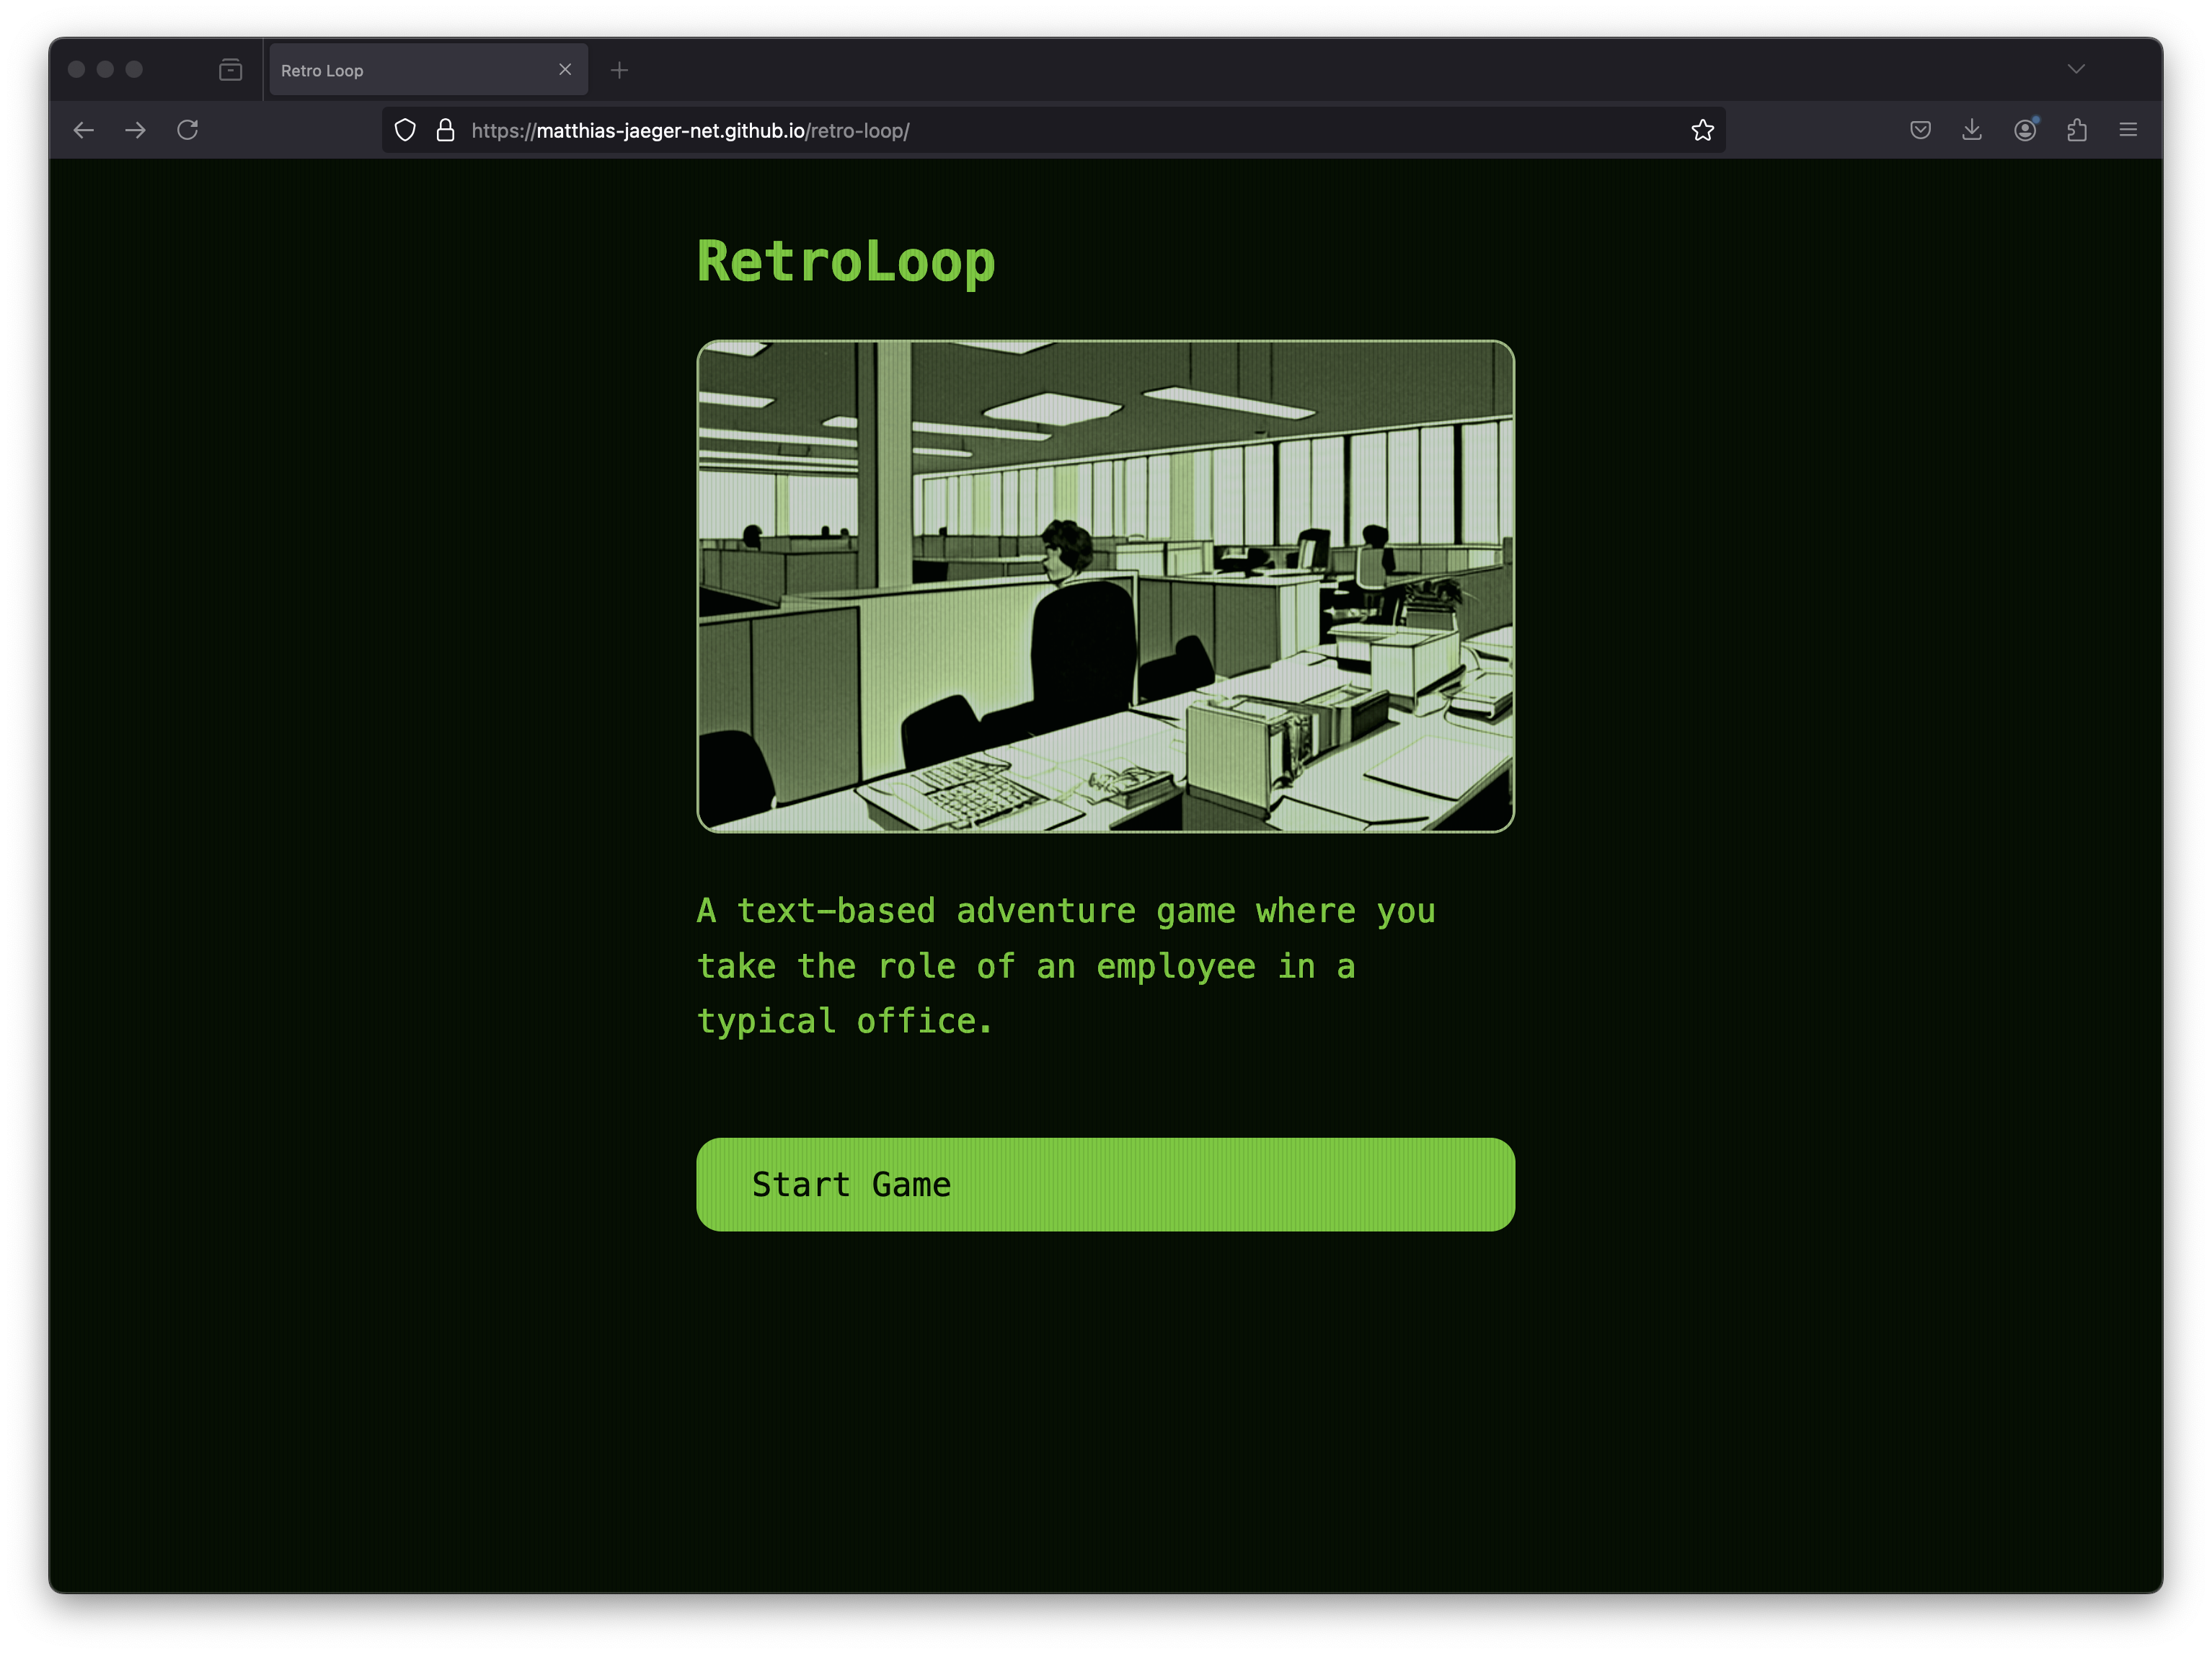 Retro Loop
https://matthias-jaeger-net.github.io/retro-loop/
RetroLoop
A text-based adventure game where you
take the role of an employee in a
typical office.
Start Game